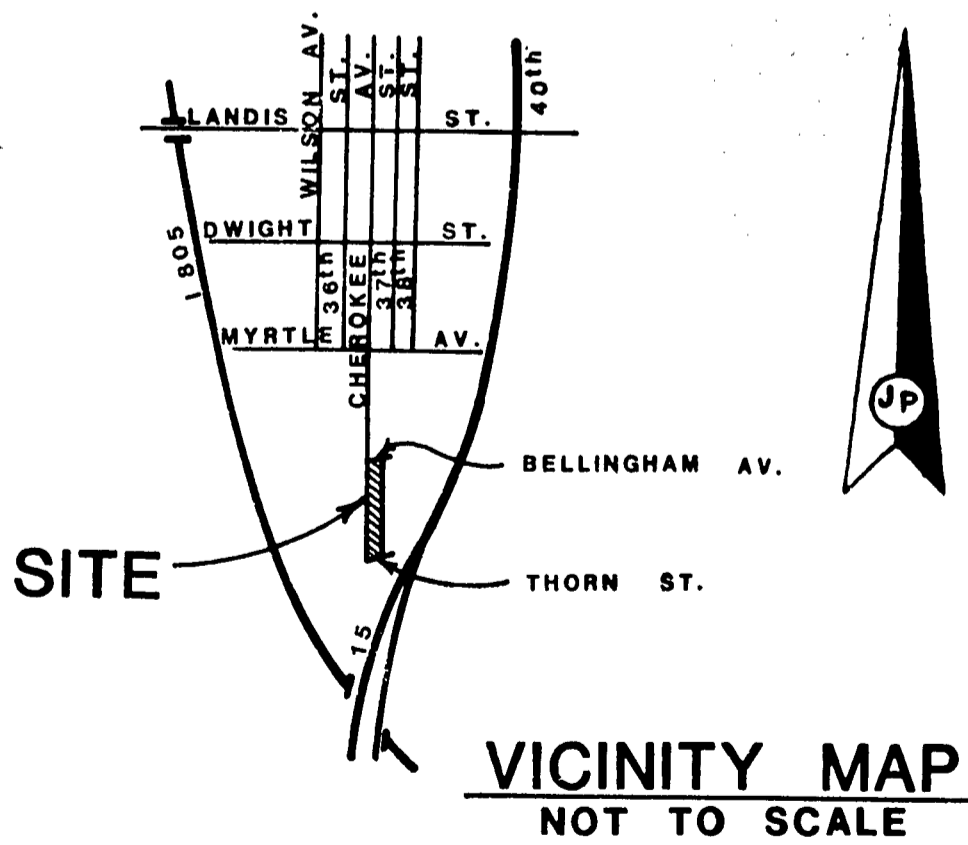 WILSON AV.
ST.
AV.
ST.
ST.
40th
LANDIS ST.
DWIGHT ST.
1805
36th
CHEROKEE
37th
38th
MYRTLE AV.
JP
BELLINGHAM AV.
SITE
THORN ST.
15
VICINITY MAP
NOT TO SCALE